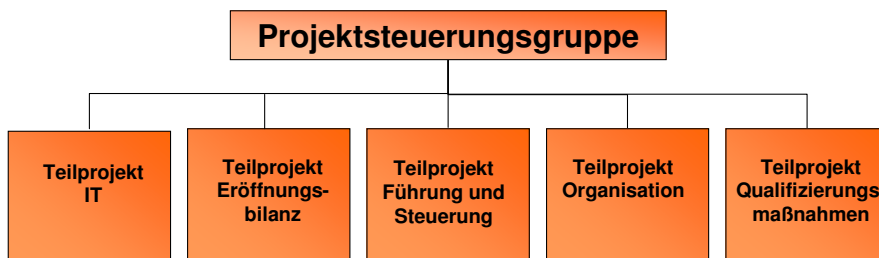 Projektsteuerungsgruppe
Teilprojekt
IT
Teilprojekt
Eröffnungs-
bilanz
Teilprojekt
Führung und
Steuerung
Teilprojekt
Organisation
Teilprojekt
Qualifizierungs
maßnahmen